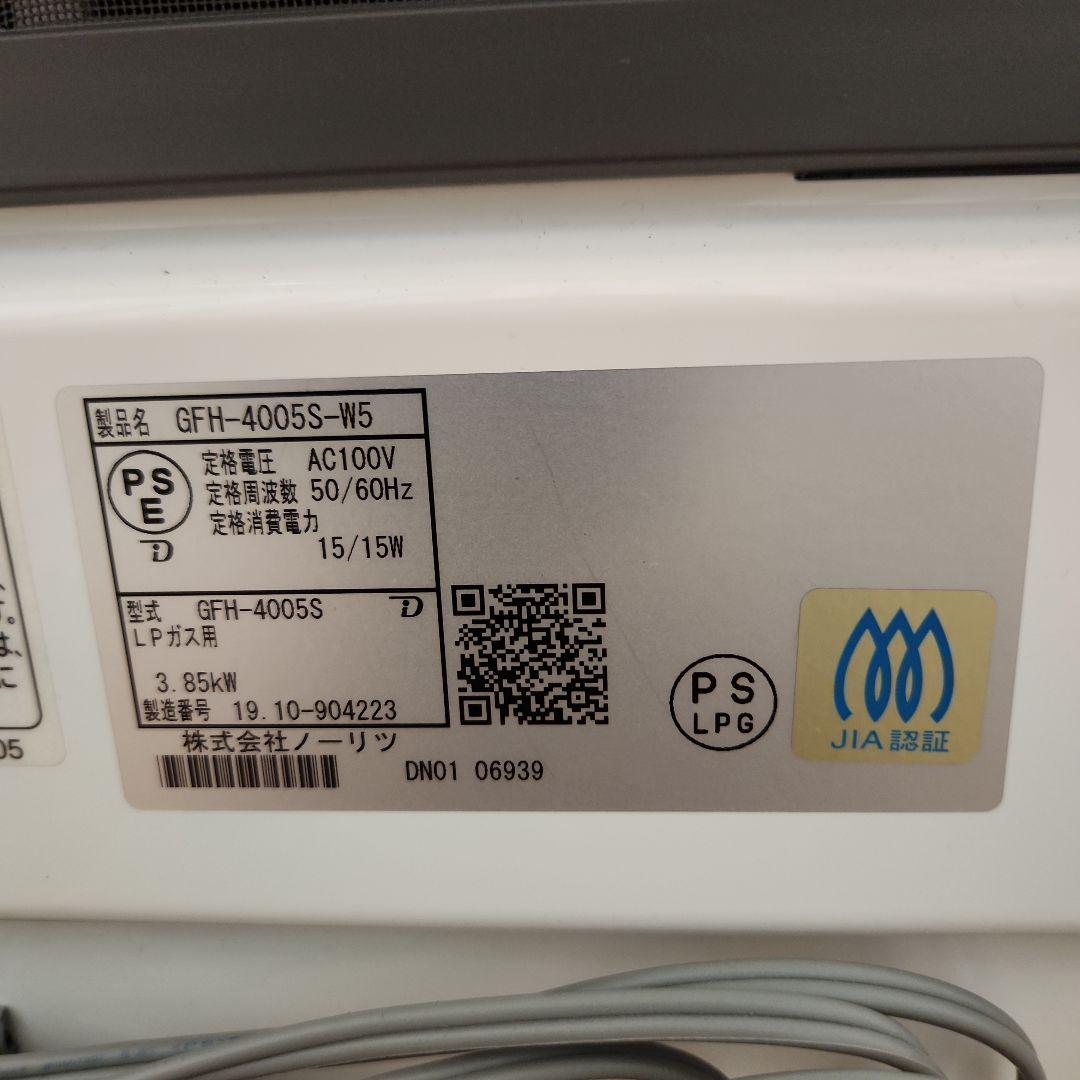 製品名 GFH-4005S-W5
PS
E
定格電圧 AC100V
定格周波数 50/60Hz
定格消費電力
15/15W
型式 GFH-4005S
LPガス用
3.85kW
製造番号 19.10-904223
株式会社ノーリツ
DN01 06939
PS
LPG
JIA認証
す。
は、
に
05